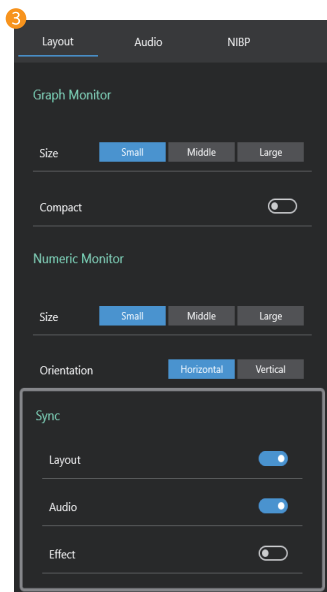 3
Layout Audio NIBP
Graph Monitor
Size Small Middle Large
Compact
Numeric Monitor
Size Small Middle Large
Orientation Horizontal Vertical
Sync
Layout
Audio
Effect